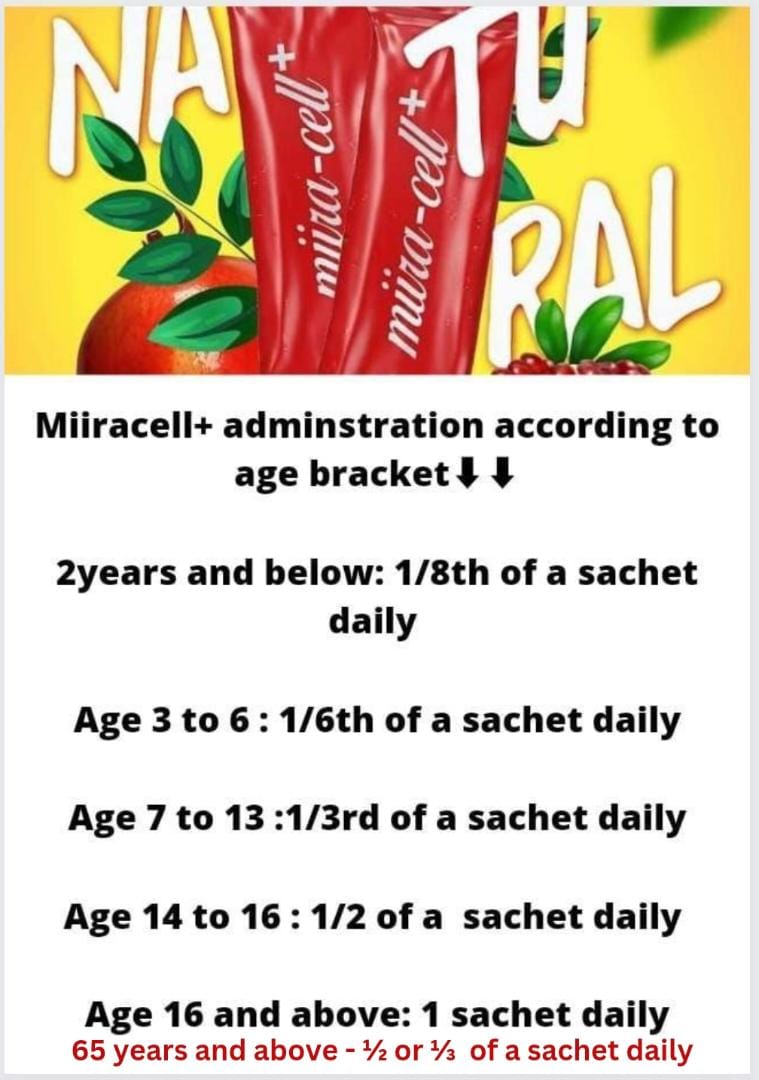 NA TU
RAL
miira-cell+
miira-cell+
Miiracell+ adminstration according to
age bracket⬇⬇
2years and below: 1/8th of a sachet
daily
Age 3 to 6 : 1/6th of a sachet daily
Age 7 to 13 :1/3rd of a sachet daily
Age 14 to 16 : 1/2 of a  sachet daily
Age 16 and above: 1 sachet daily
65 years and above - ½ or ⅓  of a sachet daily